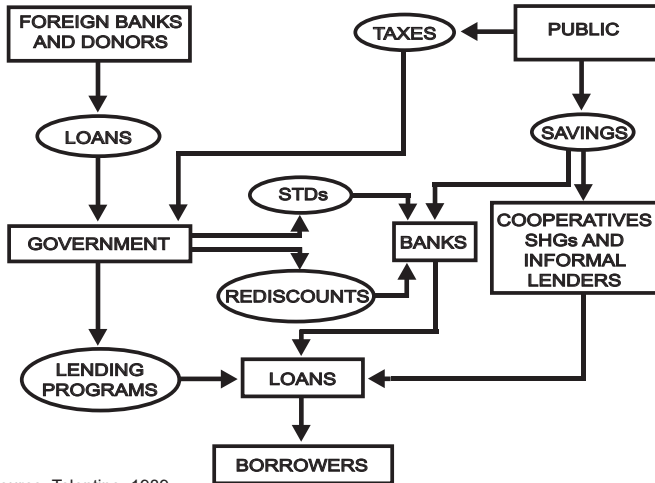 FOREIGN BANKS
AND DONORS
TAXES
PUBLIC
LOANS
SAVINGS
STDs
GOVERNMENT
BANKS
COOPERATIVES
SHGs AND
INFORMAL
LENDERS
REDISCOUNTS
LENDING
PROGRAMS
LOANS
BORROWERS